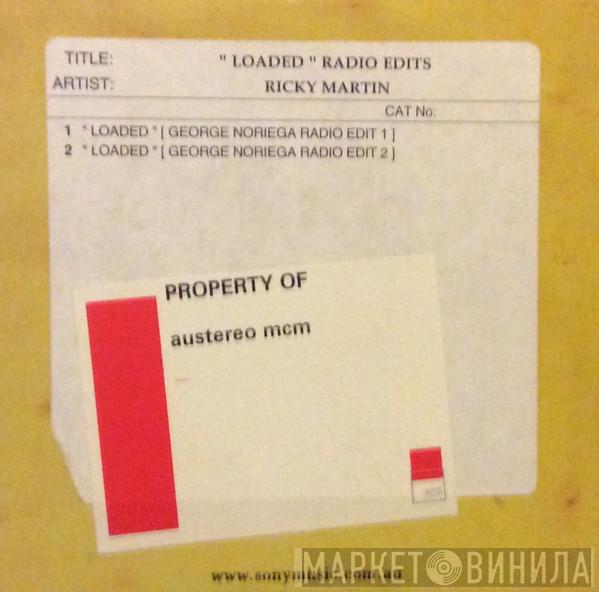 TITLE: " LOADED " RADIO EDITS
ARTIST: RICKY MARTIN
CAT No:
1 " LOADED " [ GEORGE NORIEGA RADIO EDIT 1 ]
2 " LOADED " [ GEORGE NORIEGA RADIO EDIT 2 ]
PROPERTY OF
austereo mcm
www.sonymusic.com.au
МАРКЕТ ВИНИЛА